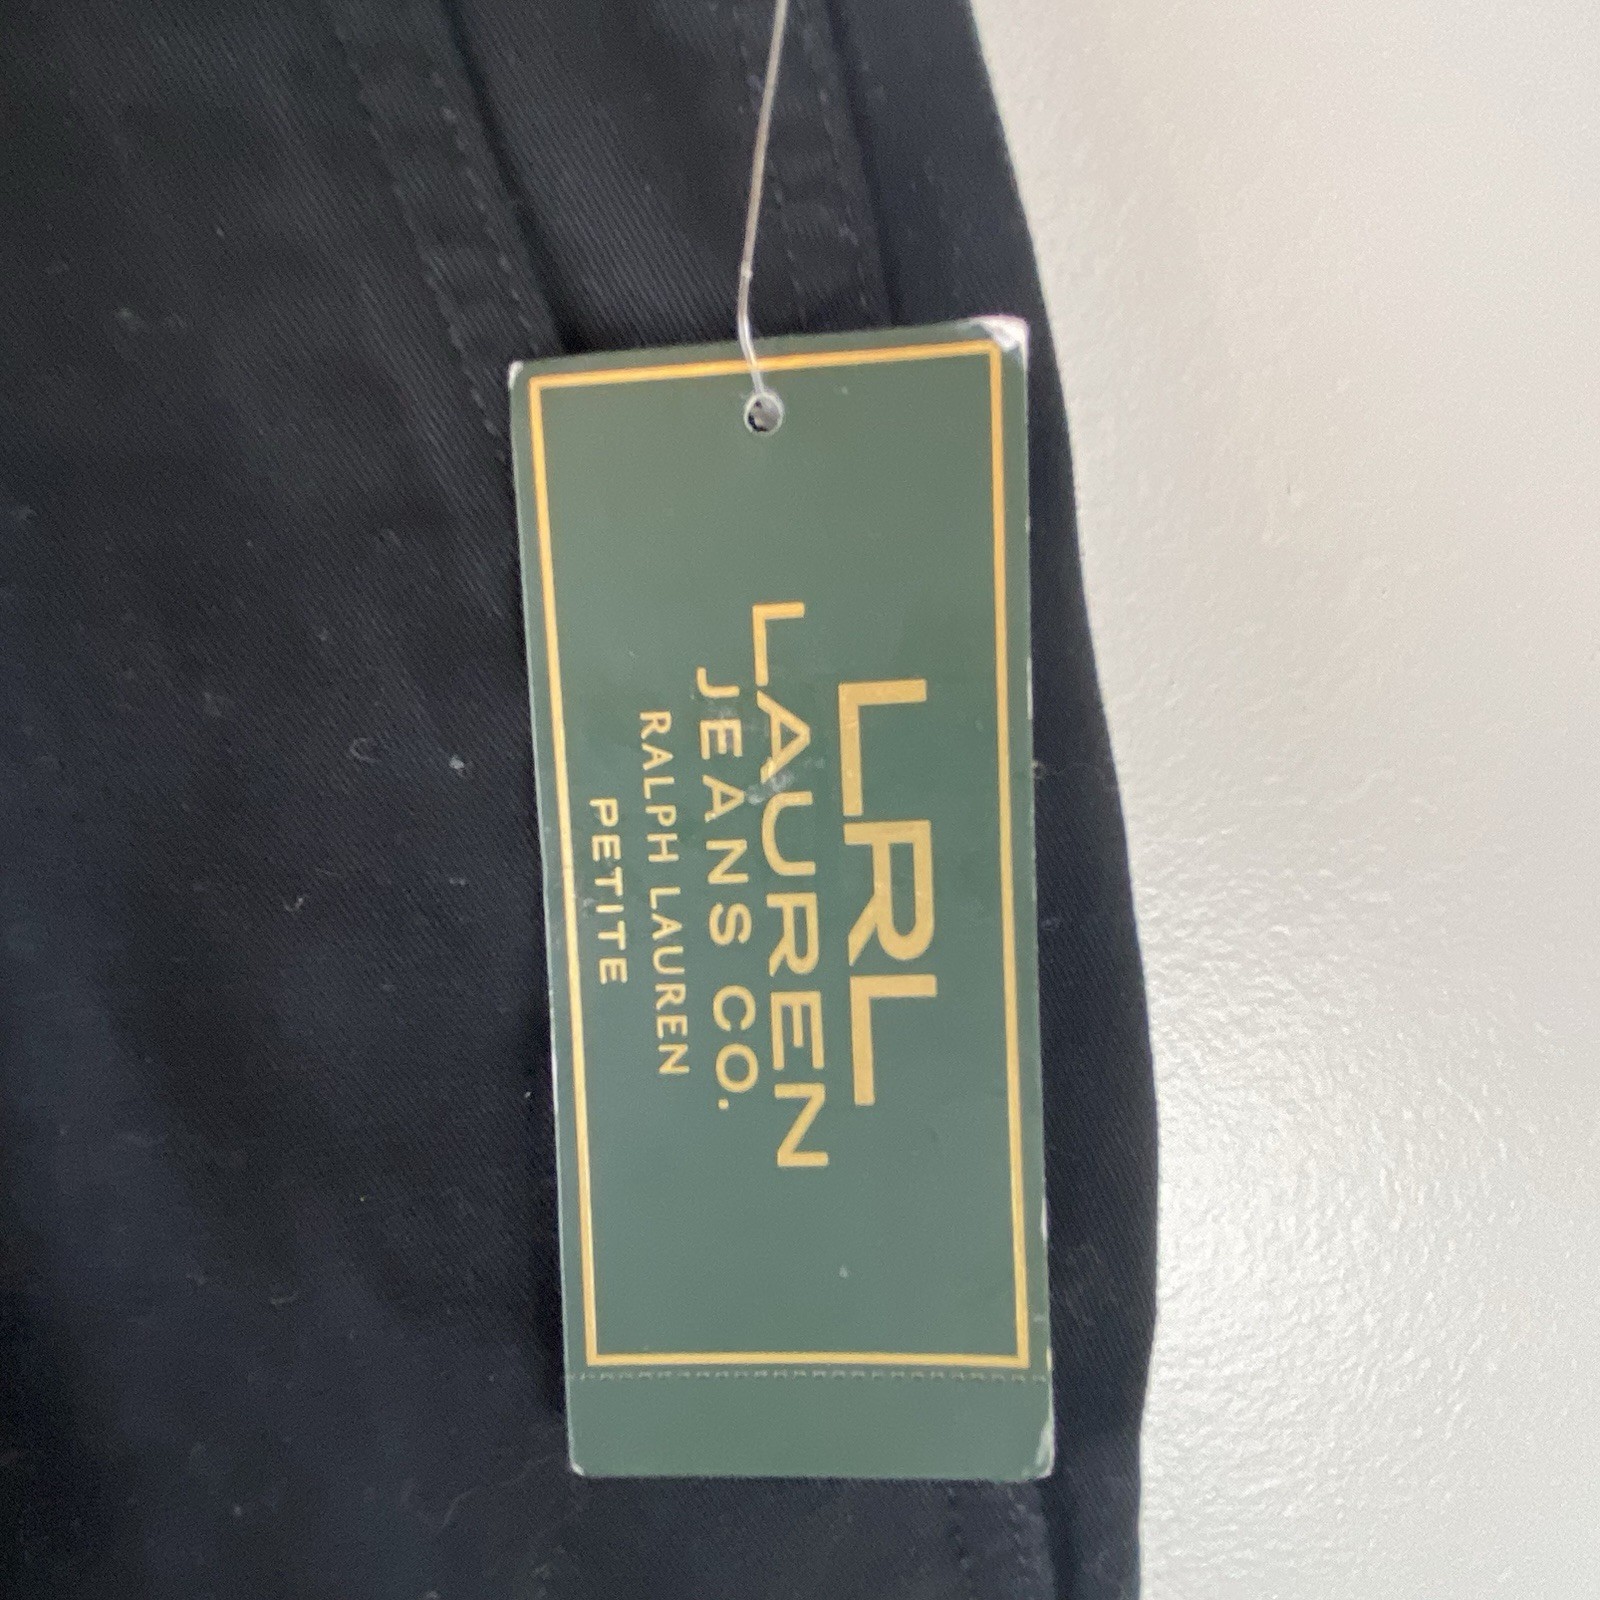 LRL
LAUREN
JEANS CO.
RALPH LAUREN
PETITE